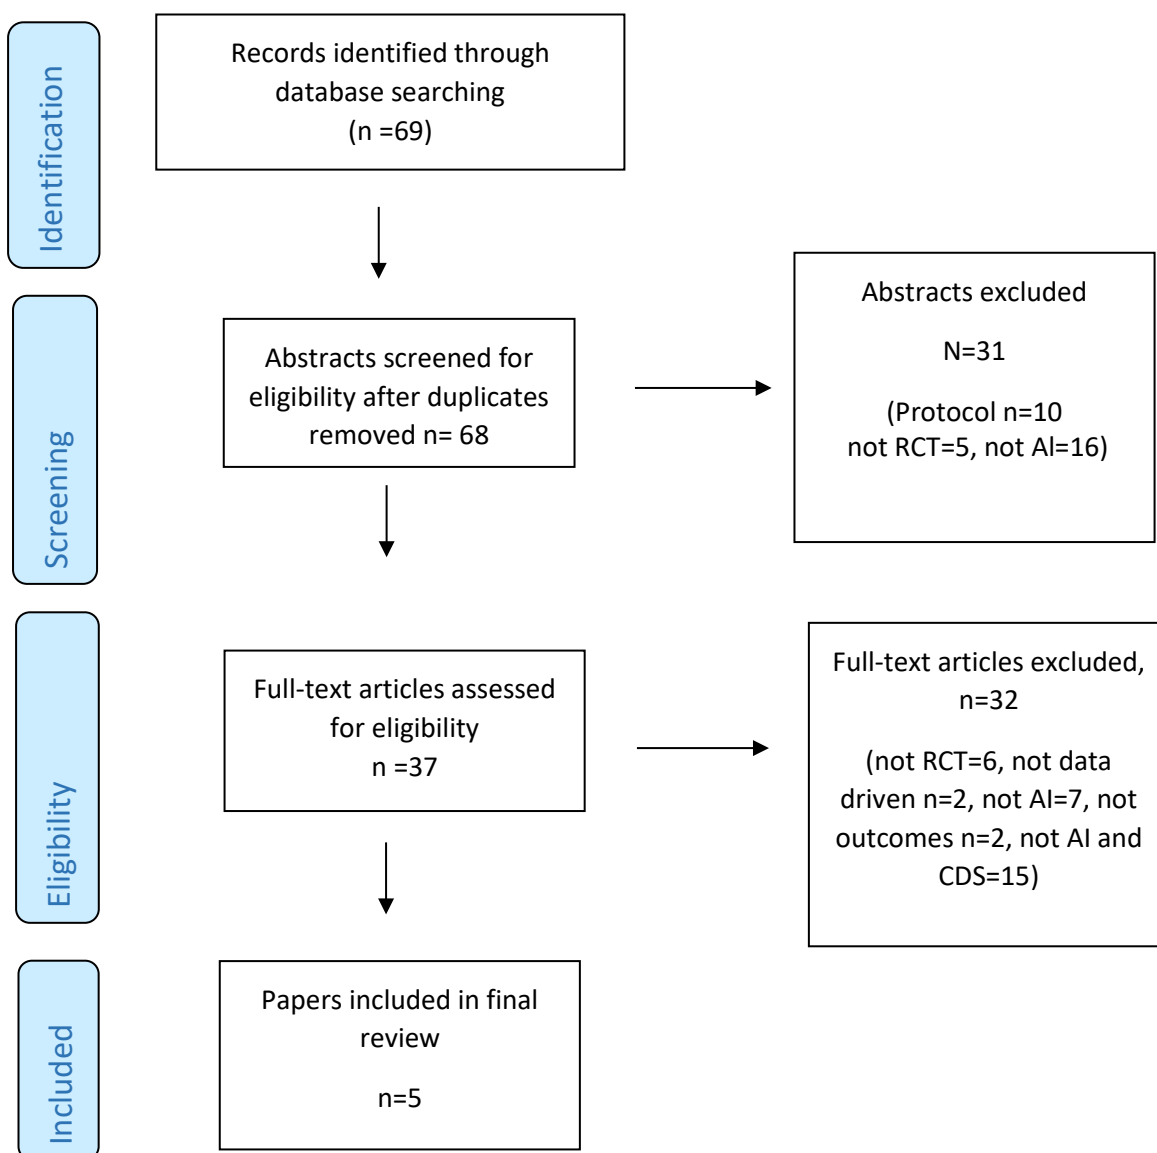 Identification
Records identified through
database searching
(n =69)
Screening
Abstracts screened for
eligibility after duplicates
removed n= 68
Abstracts excluded
N=31
(Protocol n=10
not RCT=5, not AI=16)
Eligibility
Full-text articles assessed
for eligibility
n =37
Full-text articles excluded,
n=32
(not RCT=6, not data
driven n=2, not AI=7, not
outcomes n=2, not AI and
CDS=15)
Included
Papers included in final
review
n=5